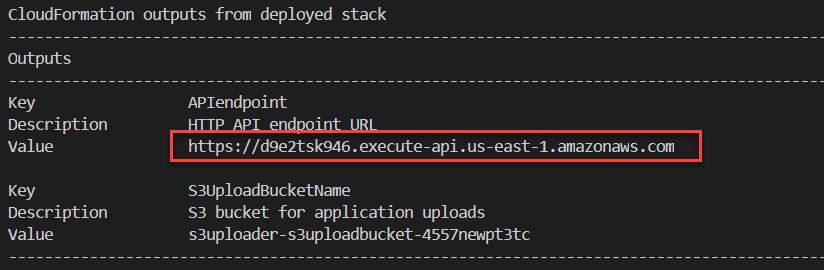 CloudFormation outputs from deployed stack
Outputs
Key APIendpoint
Description HTTP API endpoint URL
Value https://d9e2tsk946.execute-api.us-east-1.amazonaws.com
Key S3UploadBucketName
Description S3 bucket for application uploads
Value s3uploader-s3uploadbucket-4557newpt3tc